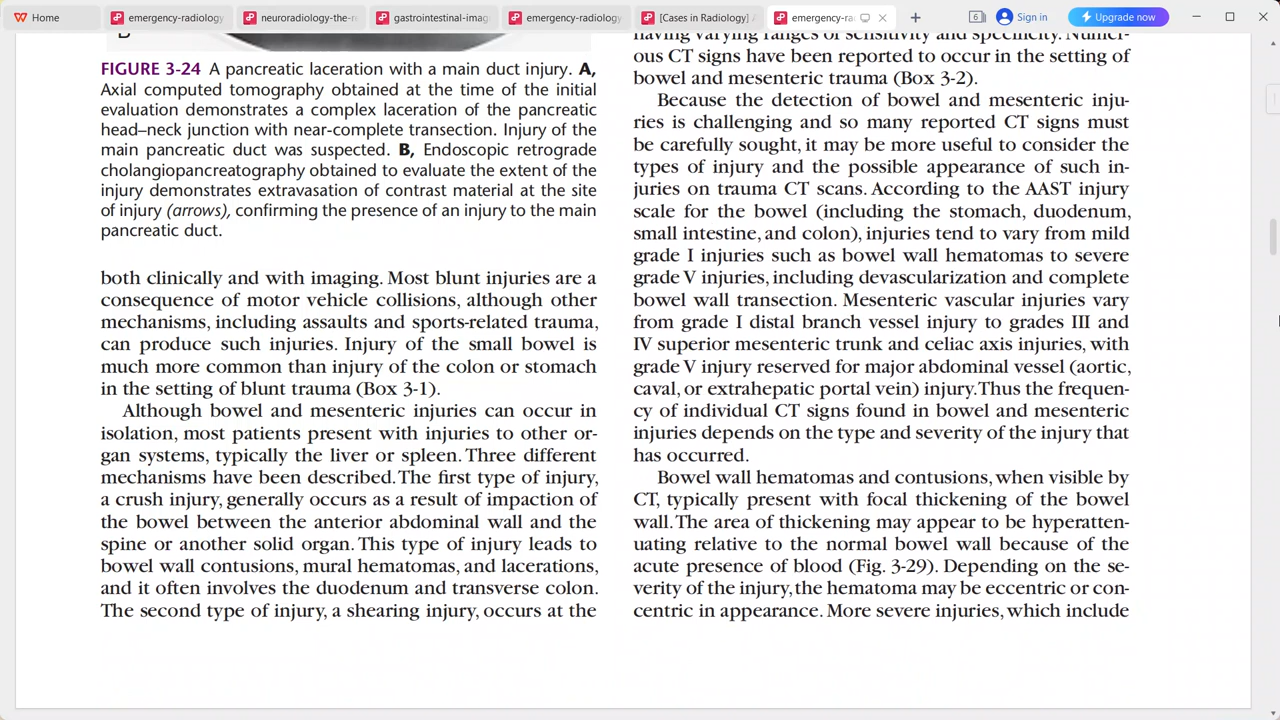 Home
emergency-radiology
neuroradiology-the-r
gastrointestinal-imag
emergency-radiology
[Cases in Radiology]
emergency-ra
6
Sign in
Upgrade now
FIGURE 3-24 A pancreatic laceration with a main duct injury. A,
Axial computed tomography obtained at the time of the initial
evaluation demonstrates a complex laceration of the pancreatic
head–neck junction with near-complete transection. Injury of the
main pancreatic duct was suspected. B, Endoscopic retrograde
cholangiopancreatography obtained to evaluate the extent of the
injury demonstrates extravasation of contrast material at the site
of injury (arrows), confirming the presence of an injury to the main
pancreatic duct.
both clinically and with imaging. Most blunt injuries are a
consequence of motor vehicle collisions, although other
mechanisms, including assaults and sports-related trauma,
can produce such injuries. Injury of the small bowel is
much more common than injury of the colon or stomach
in the setting of blunt trauma (Box 3-1).
Although bowel and mesenteric injuries can occur in
isolation, most patients present with injuries to other or-
gan systems, typically the liver or spleen. Three different
mechanisms have been described. The first type of injury,
a crush injury, generally occurs as a result of impaction of
the bowel between the anterior abdominal wall and the
spine or another solid organ. This type of injury leads to
bowel wall contusions, mural hematomas, and lacerations,
and it often involves the duodenum and transverse colon.
The second type of injury, a shearing injury, occurs at the
having varying ranges of sensitivity and specificity. Numer-
ous CT signs have been reported to occur in the setting of
bowel and mesenteric trauma (Box 3-2).
Because the detection of bowel and mesenteric inju-
ries is challenging and so many reported CT signs must
be carefully sought, it may be more useful to consider the
types of injury and the possible appearance of such in-
juries on trauma CT scans. According to the AAST injury
scale for the bowel (including the stomach, duodenum,
small intestine, and colon), injuries tend to vary from mild
grade I injuries such as bowel wall hematomas to severe
grade V injuries, including devascularization and complete
bowel wall transection. Mesenteric vascular injuries vary
from grade I distal branch vessel injury to grades III and
IV superior mesenteric trunk and celiac axis injuries, with
grade V injury reserved for major abdominal vessel (aortic,
caval, or extrahepatic portal vein) injury. Thus the frequen-
cy of individual CT signs found in bowel and mesenteric
injuries depends on the type and severity of the injury that
has occurred.
Bowel wall hematomas and contusions, when visible by
CT, typically present with focal thickening of the bowel
wall. The area of thickening may appear to be hyperatten-
uating relative to the normal bowel wall because of the
acute presence of blood (Fig. 3-29). Depending on the se-
verity of the injury, the hematoma may be eccentric or con-
centric in appearance. More severe injuries, which include